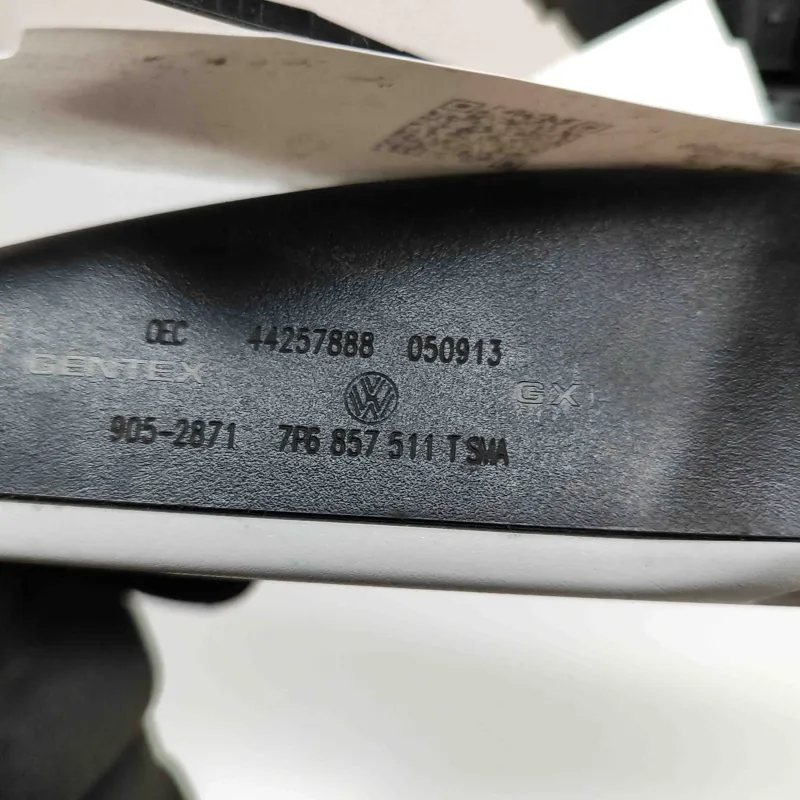 OEC 44257888 050913
GENTEX GX
905-2871 7P6 857 511 T SMA